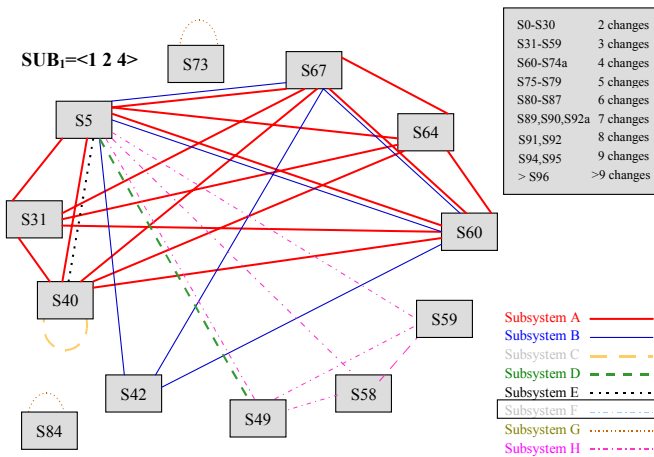 SUB1=<1 2 4>
S73
S67
S5
S64
S31
S60
S40
S59
S42
S58
S49
S84
S0-S30 2 changes
S31-S59 3 changes
S60-S74a 4 changes
S75-S79 5 changes
S80-S87 6 changes
S89,S90,S92a 7 changes
S91,S92 8 changes
S94,S95 9 changes
> S96 >9 changes
Subsystem A
Subsystem B
Subsystem C
Subsystem D
Subsystem E
Subsystem F
Subsystem G
Subsystem H